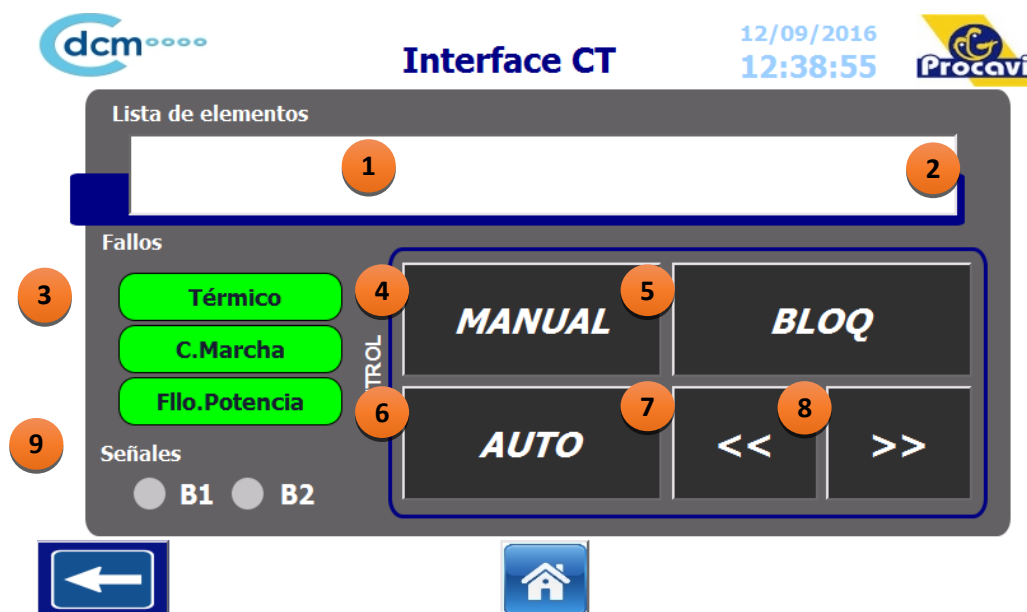 dcm
Interface CT
12/09/2016
12:38:55
Procavi
Lista de elementos
1
2
Fallos
3
Térmico
C.Marcha
Fllo.Potencia
4
MANUAL
5
BLOQ
TROL
6
AUTO
7
<<
8
>>
9
Señales
B1
B2